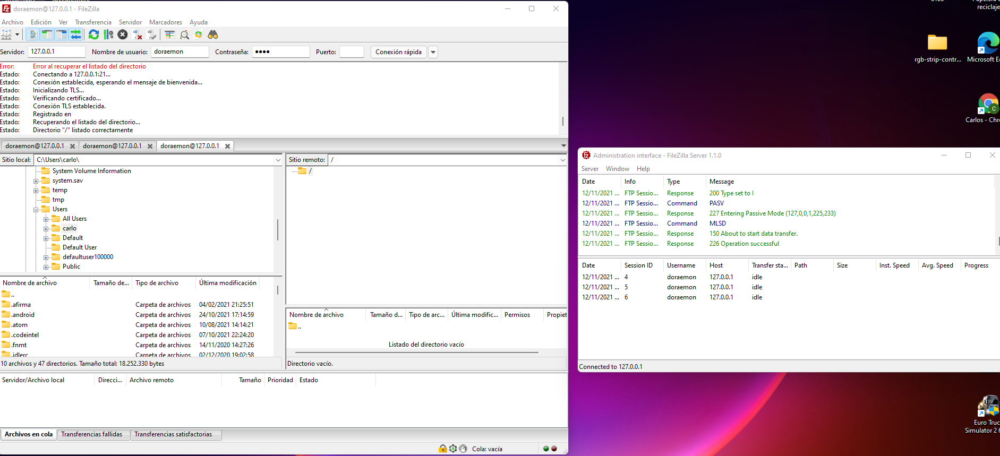 doraemon@127.0.0.1 - FileZilla
Archivo Edición Ver Transferencia Servidor Marcadores Ayuda
Servidor: 127.0.0.1 Nombre de usuario: doraemon Contraseña: ●●●● Puerto: Conexión rápida
Error: Error al recuperar el listado del directorio
Estado: Conectando a 127.0.0.1:21...
Estado: Conexión establecida, esperando el mensaje de bienvenida...
Estado: Inicializando TLS...
Estado: Verificando certificado...
Estado: Conexión TLS establecida.
Estado: Registrado en
Estado: Recuperando el listado del directorio...
Estado: Directorio "/" listado correctamente
doraemon@127.0.0.1 doraemon@127.0.0.1 doraemon@127.0.0.1
Sitio local: C:\Users\carlo\
System Volume Information
system.sav
temp
tmp
Users
All Users
carlo
Default
Default User
defaultuser100000
Public
Nombre de archivo Tamaño de... Tipo de archivo Última modificación
..
.afirma Carpeta de archivos 04/02/2021 21:25:51
.android Carpeta de archivos 24/10/2021 17:14:59
.atom Carpeta de archivos 10/08/2021 14:14:21
.codeintel Carpeta de archivos 07/10/2021 22:24:20
.fnmt Carpeta de archivos 14/11/2020 14:27:26
.idlerc Carpeta de archivos 02/12/2020 19:02:58
10 archivos y 47 directorios. Tamaño total: 18.252.330 bytes
Sitio remoto: /
/
Nombre de archivo Tamaño d... Tipo de arc... Última modific... Permisos Propiet
..
Listado del directorio vacío
Directorio vacío.
Servidor/Archivo local Direcci... Archivo remoto Tamaño Prioridad Estado
Archivos en cola Transferencias fallidas Transferencias satisfactorias
Cola: vacía
reciclaje
rgb-strip-contr... Microsoft E
Carlos - Chr
Administration interface - FileZilla Server 1.1.0
Server Window Help
Date Info Type Message
12/11/2021 ... FTP Sessio... Response 200 Type set to I
12/11/2021 ... FTP Sessio... Command PASV
12/11/2021 ... FTP Sessio... Response 227 Entering Passive Mode (127,0,0,1,225,233)
12/11/2021 ... FTP Sessio... Command MLSD
12/11/2021 ... FTP Sessio... Response 150 About to start data transfer.
12/11/2021 ... FTP Sessio... Response 226 Operation successful
Date Session ID Username Host Transfer sta... Path Size Inst. Speed Avg. Speed Progress
12/11/2021 ... 4 doraemon 127.0.0.1 idle
12/11/2021 ... 5 doraemon 127.0.0.1 idle
12/11/2021 ... 6 doraemon 127.0.0.1 idle
Connected to 127.0.0.1
Euro Truc
Simulator 2